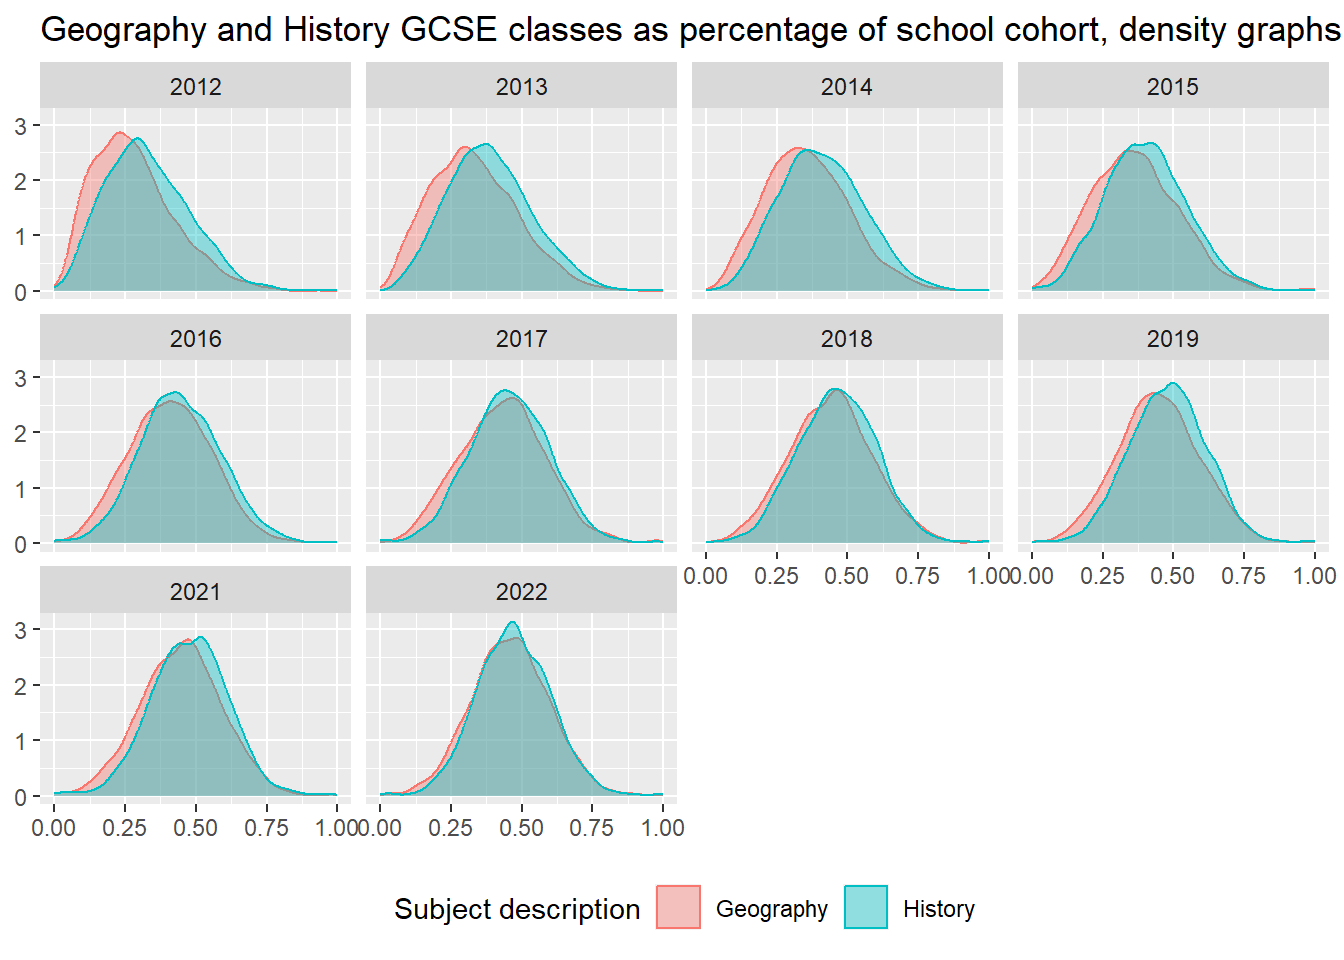 Geography and History GCSE classes as percentage of school cohort, density graphs
2012 2013 2014 2015
3
2
1
0
2016 2017 2018 2019
3
2
1
0
0.00 0.25 0.50 0.75 1.00 0.00 0.25 0.50 0.75 1.00
2021 2022
3
2
1
0
0.00 0.25 0.50 0.75 1.00 0.00 0.25 0.50 0.75 1.00
Subject description Geography History